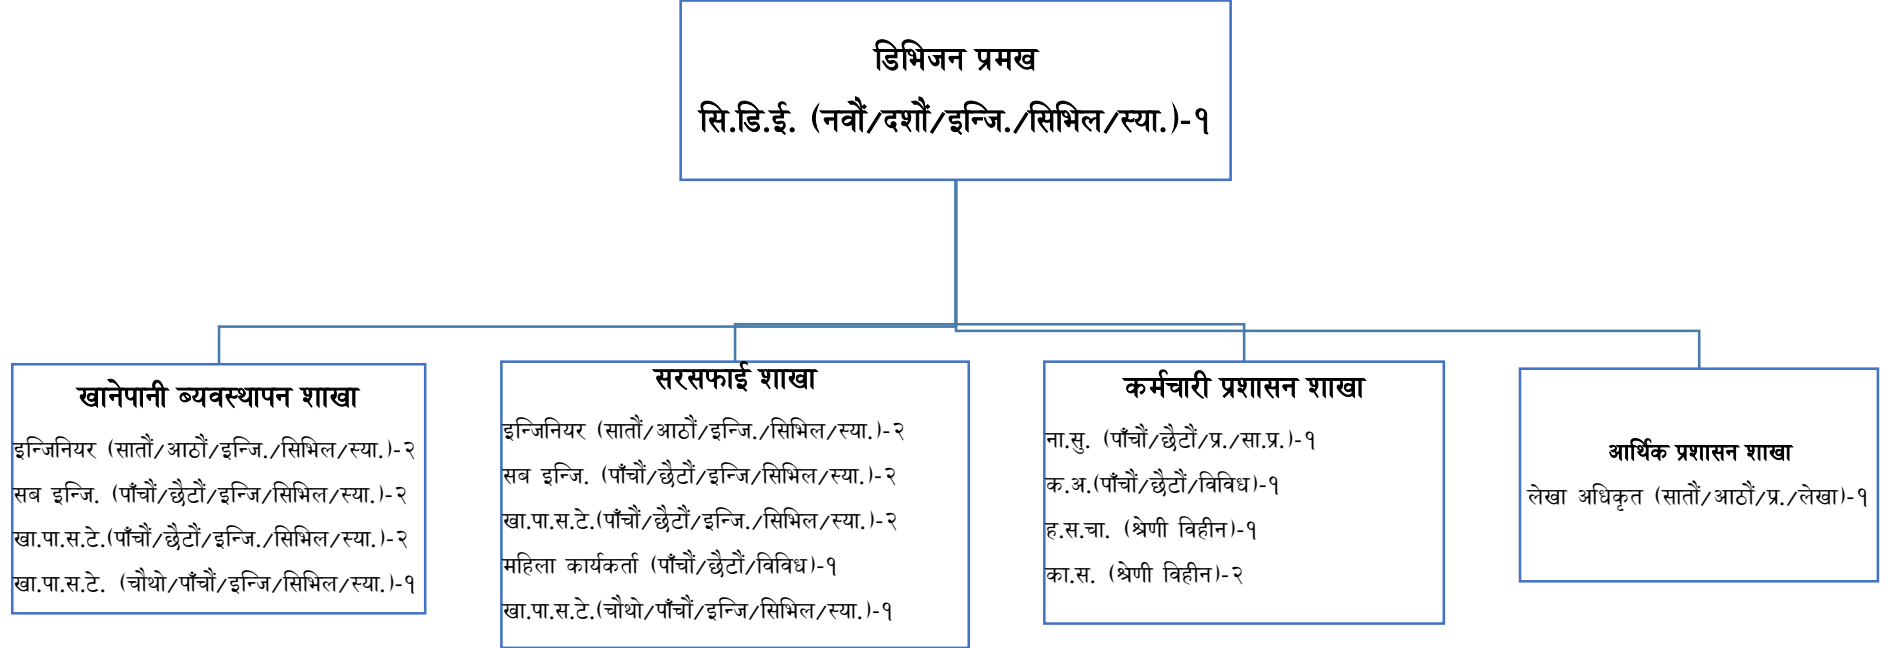 डिभिजन प्रमख
सि.डि.ई. (नवौं/दशौं/इन्जि./सिभिल/स्या.)-१
खानेपानी ब्यवस्थापन शाखा
इन्जिनियर (सातौं/आठौं/इन्जि./सिभिल/स्या.)-२
सब इन्जि. (पाँचौं/छैटौं/इन्जि/सिभिल/स्या.)-२
खा.पा.स.टे.(पाँचौं/छैटौं/इन्जि./सिभिल/स्या.)-२
खा.पा.स.टे. (चौथो/पाँचौं/इन्जि/सिभिल/स्या.)-१
सरसफाई शाखा
इन्जिनियर (सातौं/आठौं/इन्जि./सिभिल/स्या.)-२
सब इन्जि. (पाँचौं/छैटौं/इन्जि/सिभिल/स्या.)-२
खा.पा.स.टे.(पाँचौं/छैटौं/इन्जि./सिभिल/स्या.)-२
महिला कार्यकर्ता (पाँचौं/छैटौं/विविध)-१
खा.पा.स.टे.(चौथो/पाँचौं/इन्जि/सिभिल/स्या.)-१
कर्मचारी प्रशासन शाखा
ना.सु. (पाँचौं/छैटौं/प्र./सा.प्र.)-१
क.अ.(पाँचौं/छैटौं/विविध)-१
ह.स.चा. (श्रेणी विहीन)-१
का.स. (श्रेणी विहीन)-२
आर्थिक प्रशासन शाखा
लेखा अधिकृत (सातौं/आठौं/प्र./लेखा)-१